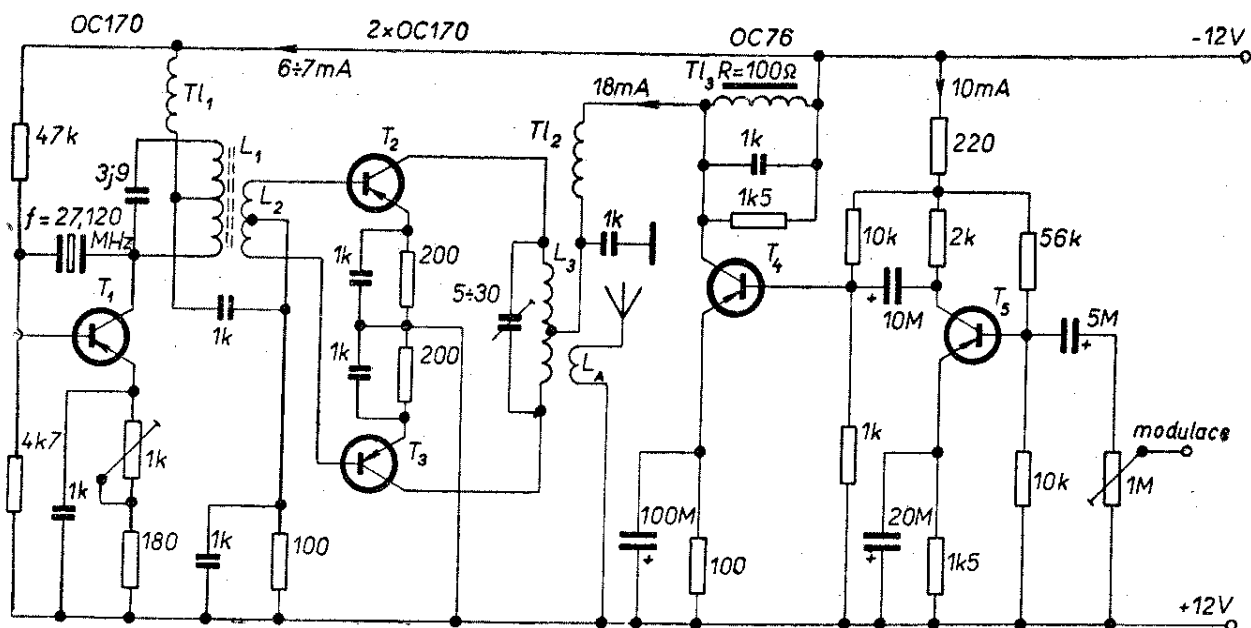 OC170
2xOC170
OC76
-12V
6÷7mA
Tl3 R=100Ω
18mA
10mA
Tl1
47k
T2
Tl2
1k
220
3j9
L1
L2
1k5
f=27,120
MHz
1k
200
1k
L3
T4
10k
2k
56k
T1
5÷30
+
10M
T5
5M
+
1k
1k
200
LA
4k7
1k
1k
T3
1k
modulace
1k
180
1k
100
100M
+
100
20M
+
1k5
10k
1M
+12V